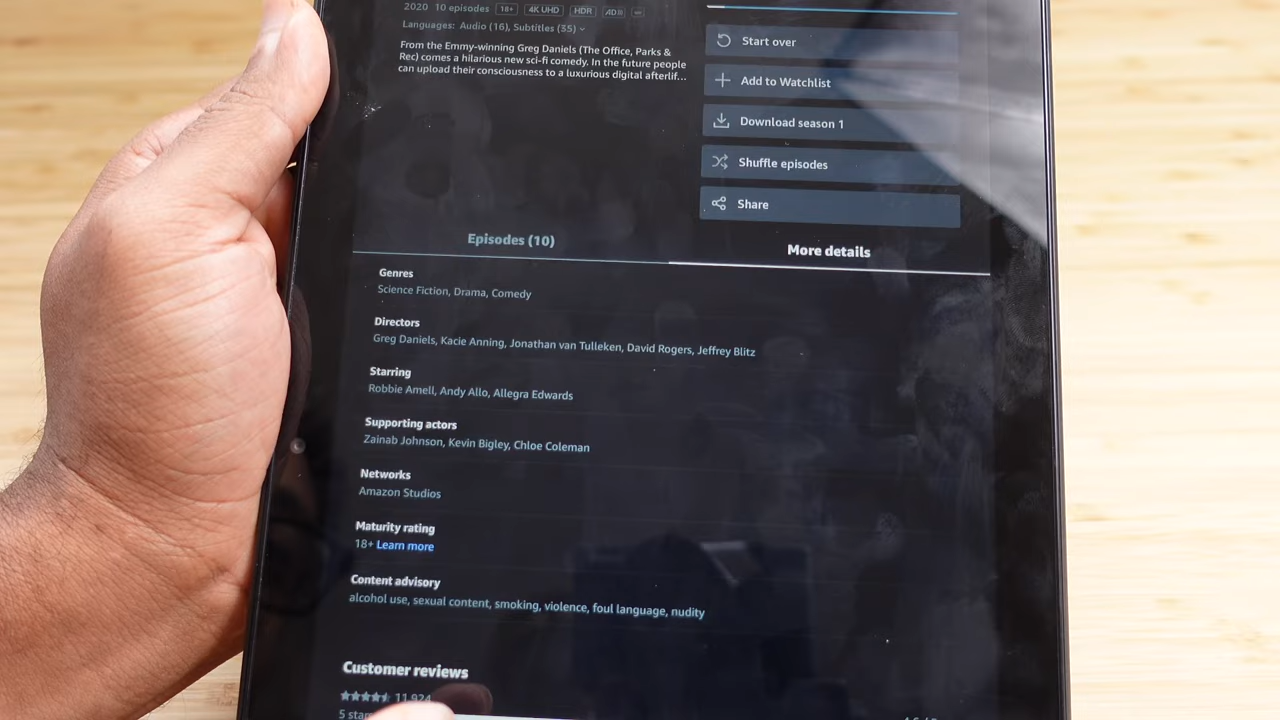 2020 10 episodes 18+ 4K UHD HDR AD
Languages: Audio (16), Subtitles (35)
From the Emmy-winning Greg Daniels (The Office, Parks &
Rec) comes a hilarious new sci-fi comedy. In the future people
can upload their consciousness to a luxurious digital afterlif...
Start over
Add to Watchlist
Download season 1
Shuffle episodes
Share
Episodes (10)
More details
Genres
Science Fiction, Drama, Comedy
Directors
Greg Daniels, Kacie Anning, Jonathan van Tulleken, David Rogers, Jeffrey Blitz
Starring
Robbie Amell, Andy Allo, Allegra Edwards
Supporting actors
Zainab Johnson, Kevin Bigley, Chloe Coleman
Networks
Amazon Studios
Maturity rating
18+ Learn more
Content advisory
alcohol use, sexual content, smoking, violence, foul language, nudity
Customer reviews
11,924
5 star